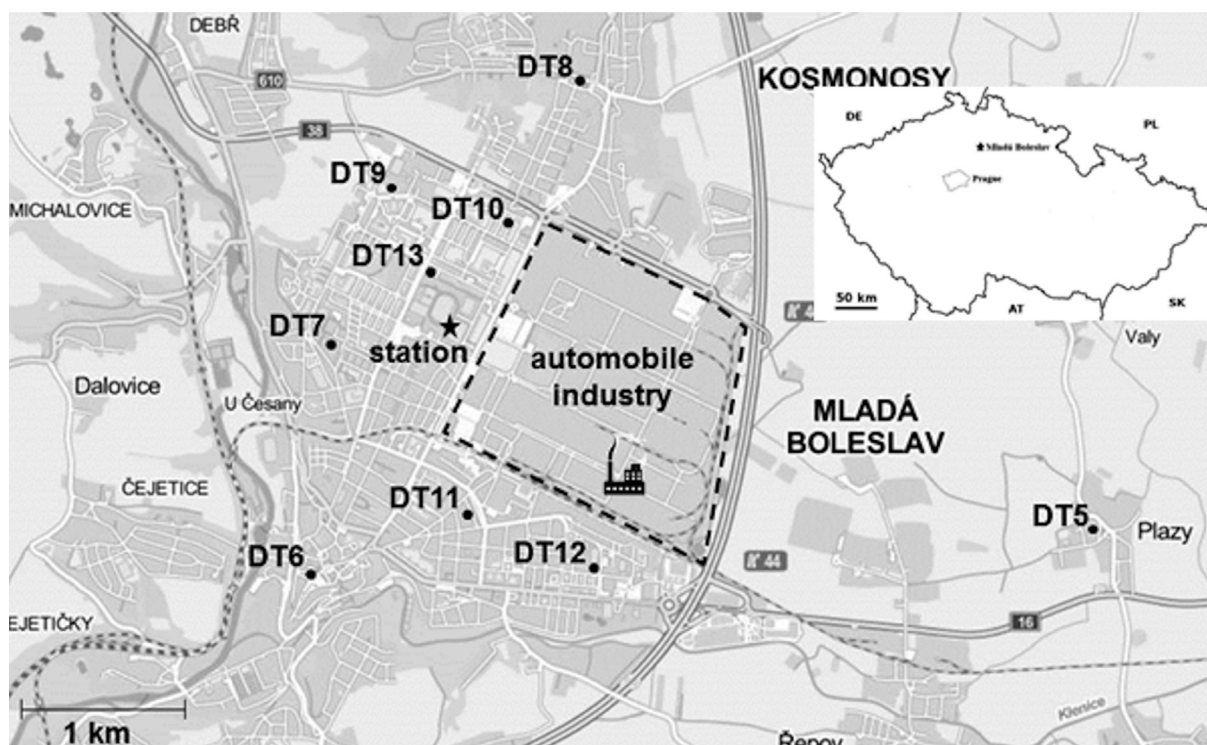 DEBŘ
DT8
KOSMONOSY
610
38
DE
PL
Mladá Boleslav
Prague
50 km
AT
SK
DT9
MICHALOVICE
DT10
DT13
DT7
station
automobile
industry
Valy
Dalovice
U Česany
MLADÁ
BOLESLAV
ČEJETICE
DT11
DT5
Plazy
DT6
DT12
44
16
EJETIČKY
1 km
Klenice
Řepov